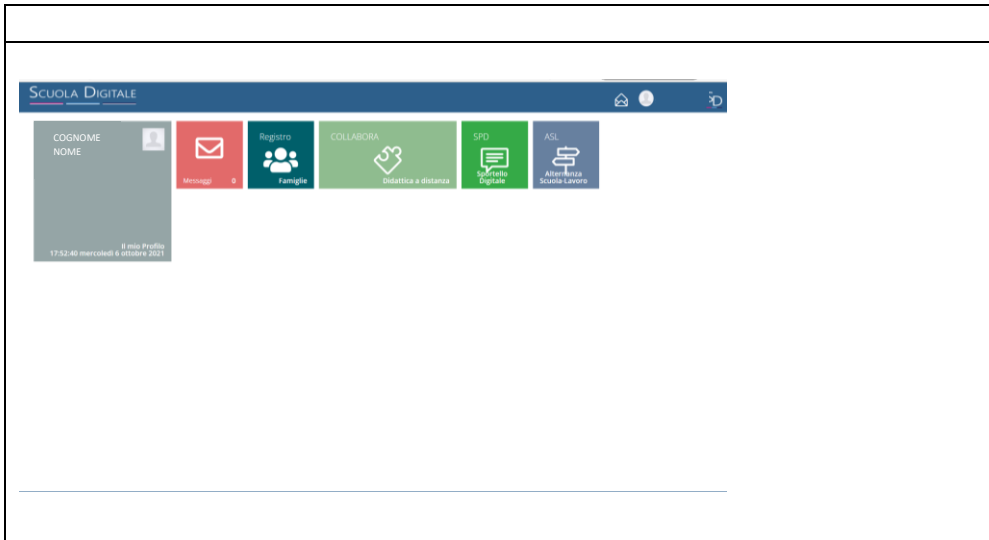 SCUOLA DIGITALE
COGNOME
NOME
Il mio Profilo
17:52:40 mercoledì 6 ottobre 2021
Messaggi 0
Registro
Famiglie
COLLABORA
Didattica a distanza
SPD
Sportello
Digitale
ASL
Alternanza
Scuola-Lavoro